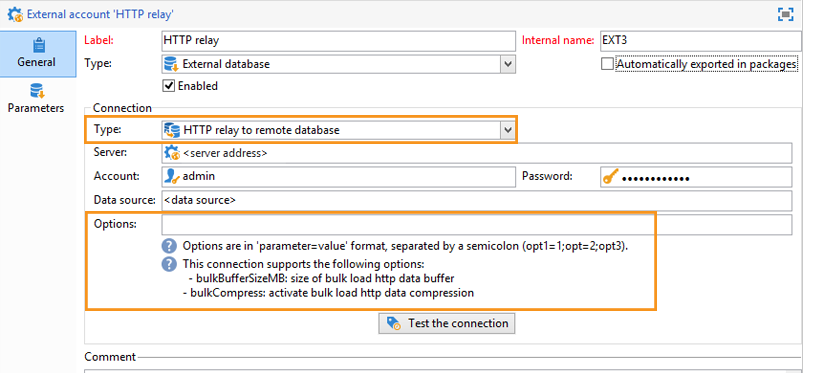 External account 'HTTP relay'
General
Parameters
Label: HTTP relay Internal name: EXT3
Type: External database Automatically exported in packages
Enabled
Connection
Type: HTTP relay to remote database
Server: <server address>
Account: admin Password: ••••••••••••
Data source: <data source>
Options:
Options are in 'parameter=value' format, separated by a semicolon (opt1=1;opt=2;opt3).
This connection supports the following options:
- bulkBufferSizeMB: size of bulk load http data buffer
- bulkCompress: activate bulk load http data compression
Test the connection
Comment